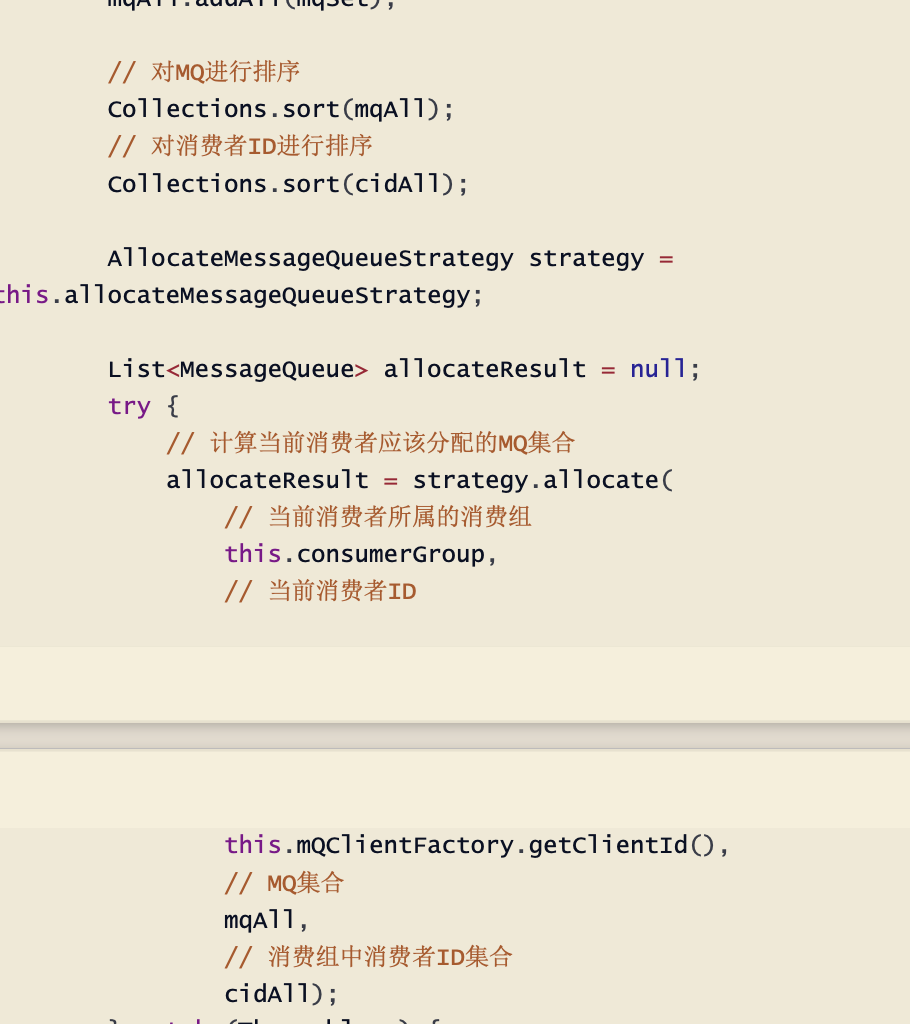 mqAll.addAll(mqSet);
// 对MQ进行排序
Collections.sort(mqAll);
// 对消费者ID进行排序
Collections.sort(cidAll);
AllocateMessageQueueStrategy strategy =
this.allocateMessageQueueStrategy;
List<MessageQueue> allocateResult = null;
try {
// 计算当前消费者应该分配的MQ集合
allocateResult = strategy.allocate(
// 当前消费者所属的消费组
this.consumerGroup,
// 当前消费者ID
this.mQClientFactory.getClientId(),
// MQ集合
mqAll,
// 消费组中消费者ID集合
cidAll);